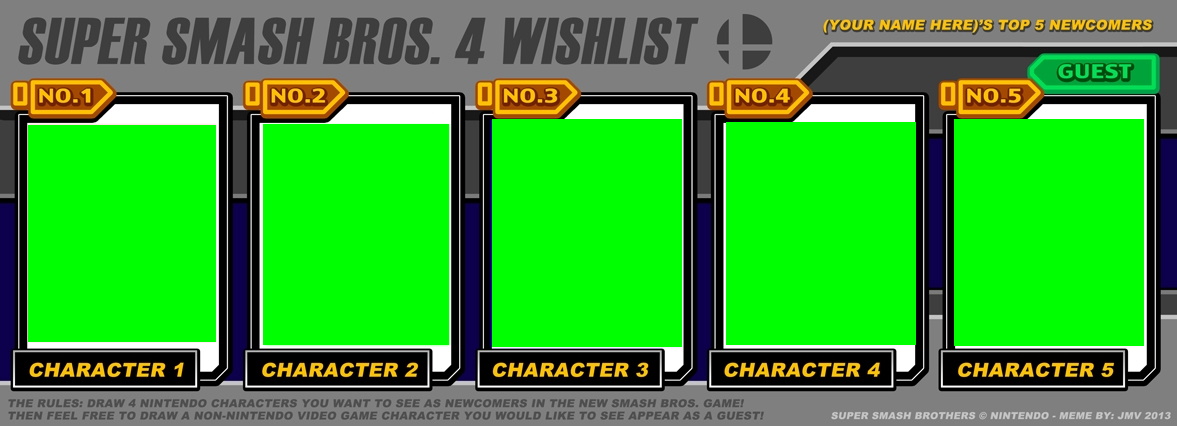 SUPER SMASH BROS. 4 WISHLIST
(YOUR NAME HERE)'S TOP 5 NEWCOMERS
GUEST
NO.1
NO.2
NO.3
NO.4
NO.5
CHARACTER 1
CHARACTER 2
CHARACTER 3
CHARACTER 4
CHARACTER 5
THE RULES: DRAW 4 NINTENDO CHARACTERS YOU WANT TO SEE AS NEWCOMERS IN THE NEW SMASH BROS. GAME!
THEN FEEL FREE TO DRAW A NON-NINTENDO VIDEO GAME CHARACTER YOU WOULD LIKE TO SEE APPEAR AS A GUEST!
SUPER SMASH BROTHERS © NINTENDO - MEME BY: JMV 2013